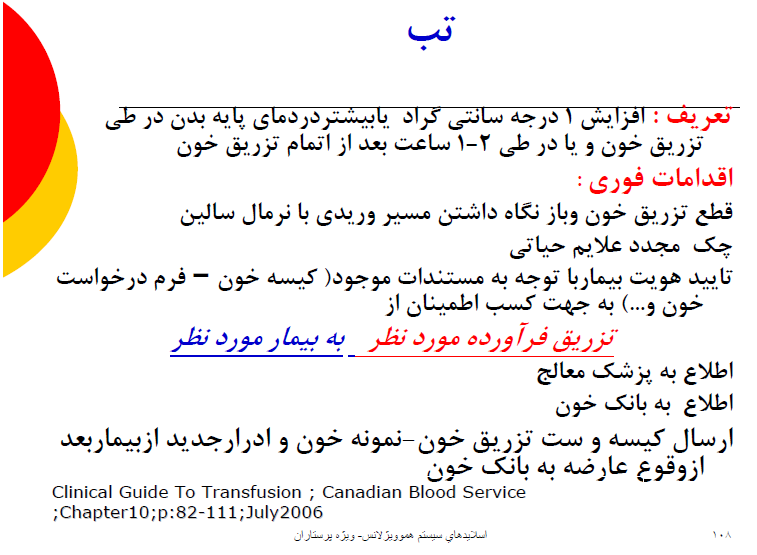 تب
تعریف : افزایش ۱ درجه سانتی گراد یابیشتردردمای پایه بدن در طی
تزریق خون و یا در طی ۲-۱ ساعت بعد از اتمام تزریق خون
اقدامات فوری :
قطع تزریق خون وباز نگاه داشتن مسیر وریدی با نرمال سالین
چک مجدد علایم حیاتی
تایید هویت بیماربا توجه به مستندات موجود( کیسه خون – فرم درخواست
خون و...) به جهت کسب اطمینان از
تزریق فرآورده مورد نظر به بیمار مورد نظر
اطلاع به پزشک معالج
اطلاع به بانک خون
ارسال کیسه و ست تزریق خون-نمونه خون و ادرارجدید ازبیماربعد
ازوقوع عارضه به بانک خون
Clinical Guide To Transfusion ; Canadian Blood Service
;Chapter10;p:82-111;July2006
اسلایدهای سیستم هموویژلانس- ویژه پرستاران
۱۰۸